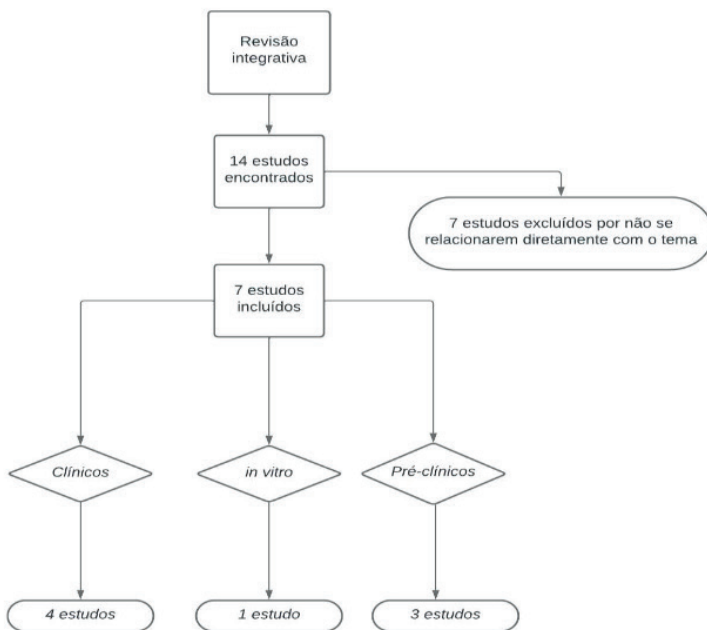 Revisão
integrativa
14 estudos
encontrados
7 estudos excluídos por não se
relacionarem diretamente com o tema
7 estudos
incluídos
Clínicos
in vitro
Pré-clínicos
4 estudos
1 estudo
3 estudos